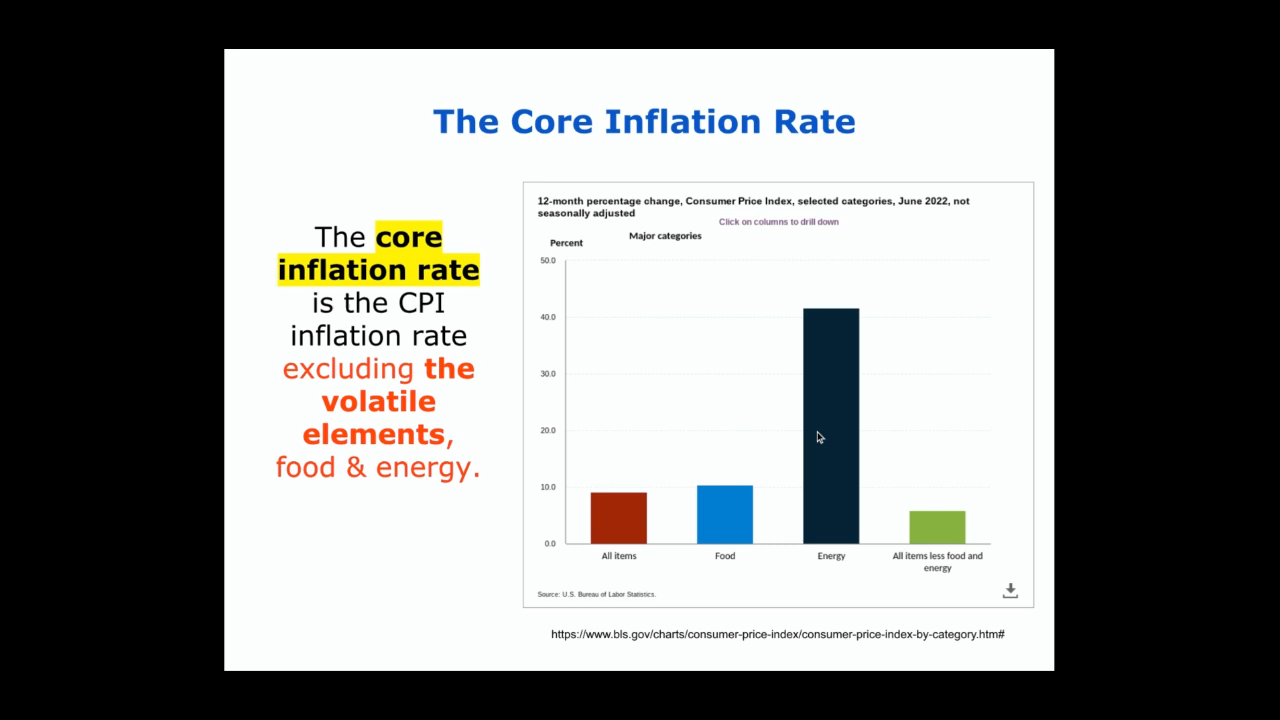 The Core Inflation Rate
The core
inflation rate
is the CPI
inflation rate
excluding the
volatile
elements,
food & energy.
12-month percentage change, Consumer Price Index, selected categories, June 2022, not
seasonally adjusted
Click on columns to drill down
Major categories
Percent
50.0
40.0
30.0
20.0
10.0
0.0
All items
Food
Energy
All items less food and
energy
Source: U.S. Bureau of Labor Statistics.
https://www.bls.gov/charts/consumer-price-index/consumer-price-index-by-category.htm#